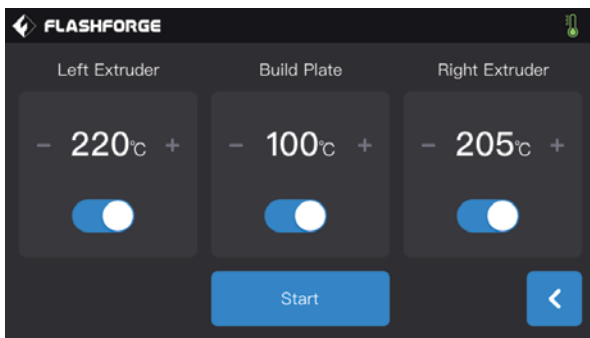 FLASHFORGE
Left Extruder Build Plate Right Extruder
- 220℃ + - 100℃ + - 205℃ +
Start